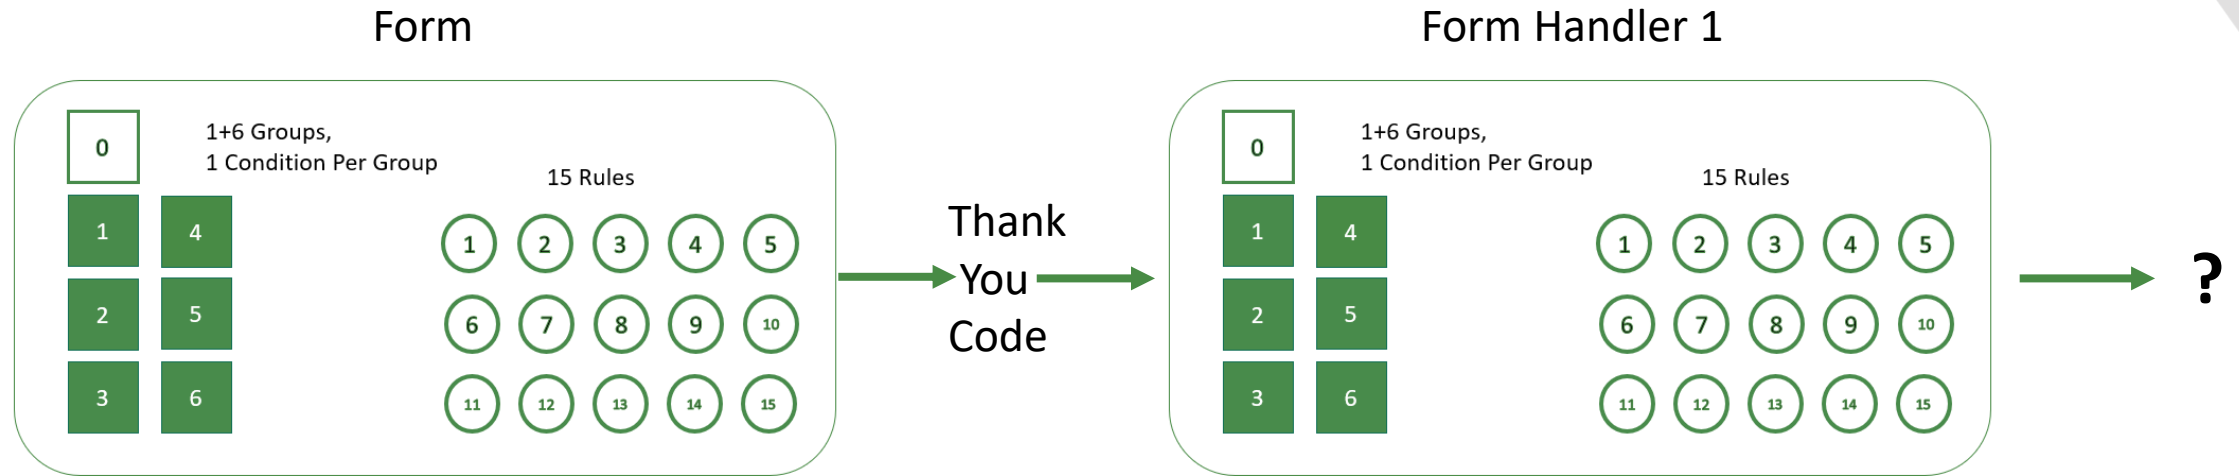 Form
0
1+6 Groups,
1 Condition Per Group
15 Rules
1 4
2 5
3 6
1 2 3 4 5
6 7 8 9 10
11 12 13 14 15
Thank
You
Code
Form Handler 1
0
1+6 Groups,
1 Condition Per Group
15 Rules
1 4
2 5
3 6
1 2 3 4 5
6 7 8 9 10
11 12 13 14 15
?